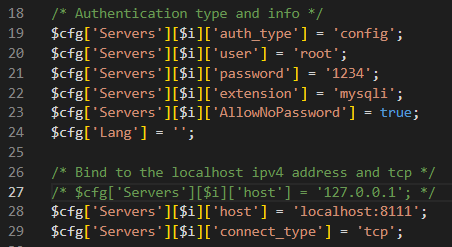 18 /* Authentication type and info */
19 $cfg['Servers'][$i]['auth_type'] = 'config';
20 $cfg['Servers'][$i]['user'] = 'root';
21 $cfg['Servers'][$i]['password'] = '1234';
22 $cfg['Servers'][$i]['extension'] = 'mysqli';
23 $cfg['Servers'][$i]['AllowNoPassword'] = true;
24 $cfg['Lang'] = '';
25
26 /* Bind to the localhost ipv4 address and tcp */
27 /* $cfg['Servers'][$i]['host'] = '127.0.0.1'; */
28 $cfg['Servers'][$i]['host'] = 'localhost:8111';
29 $cfg['Servers'][$i]['connect_type'] = 'tcp';